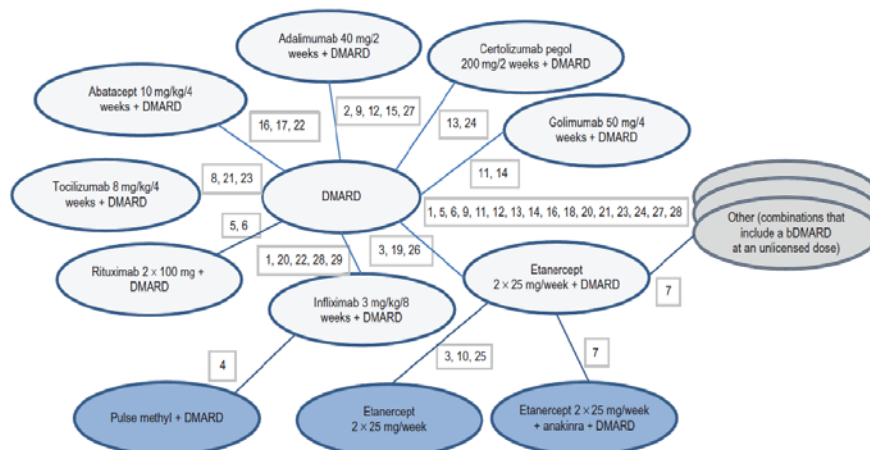 Adalimumab 40 mg/2
weeks + DMARD
Certolizumab pegol
200 mg/2 weeks + DMARD
Abatacept 10 mg/kg/4
weeks + DMARD
16, 17, 22
2, 9, 12, 15, 27
13, 24
Golimumab 50 mg/4
weeks + DMARD
11, 14
Tocilizumab 8 mg/kg/4
weeks + DMARD
8, 21, 23
DMARD
1, 5, 6, 9, 11, 12, 13, 14, 16, 18, 20, 21, 23, 24, 27, 28
Other (combinations that
include a bDMARD
at an unlicensed dose)
5, 6
Rituximab 2 × 100 mg +
DMARD
1, 20, 22, 28, 29
3, 19, 26
Etanercept
2 × 25 mg/week + DMARD
7
Infliximab 3 mg/kg/8
weeks + DMARD
4
3, 10, 25
7
Pulse methyl + DMARD
Etanercept
2 × 25 mg/week
Etanercept 2 × 25 mg/week
+ anakinra + DMARD